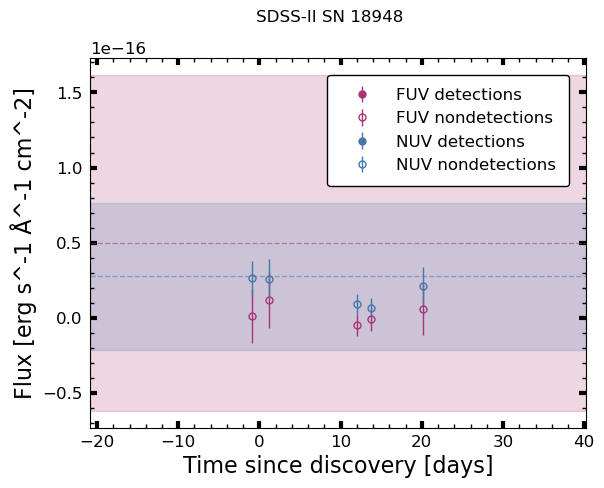 SDSS-II SN 18948
1e−16
FUV detections
FUV nondetections
NUV detections
NUV nondetections
1.5
1.0
0.5
0.0
−0.5
Flux [erg s^-1 Å^-1 cm^-2]
−20 −10 0 10 20 30 40
Time since discovery [days]